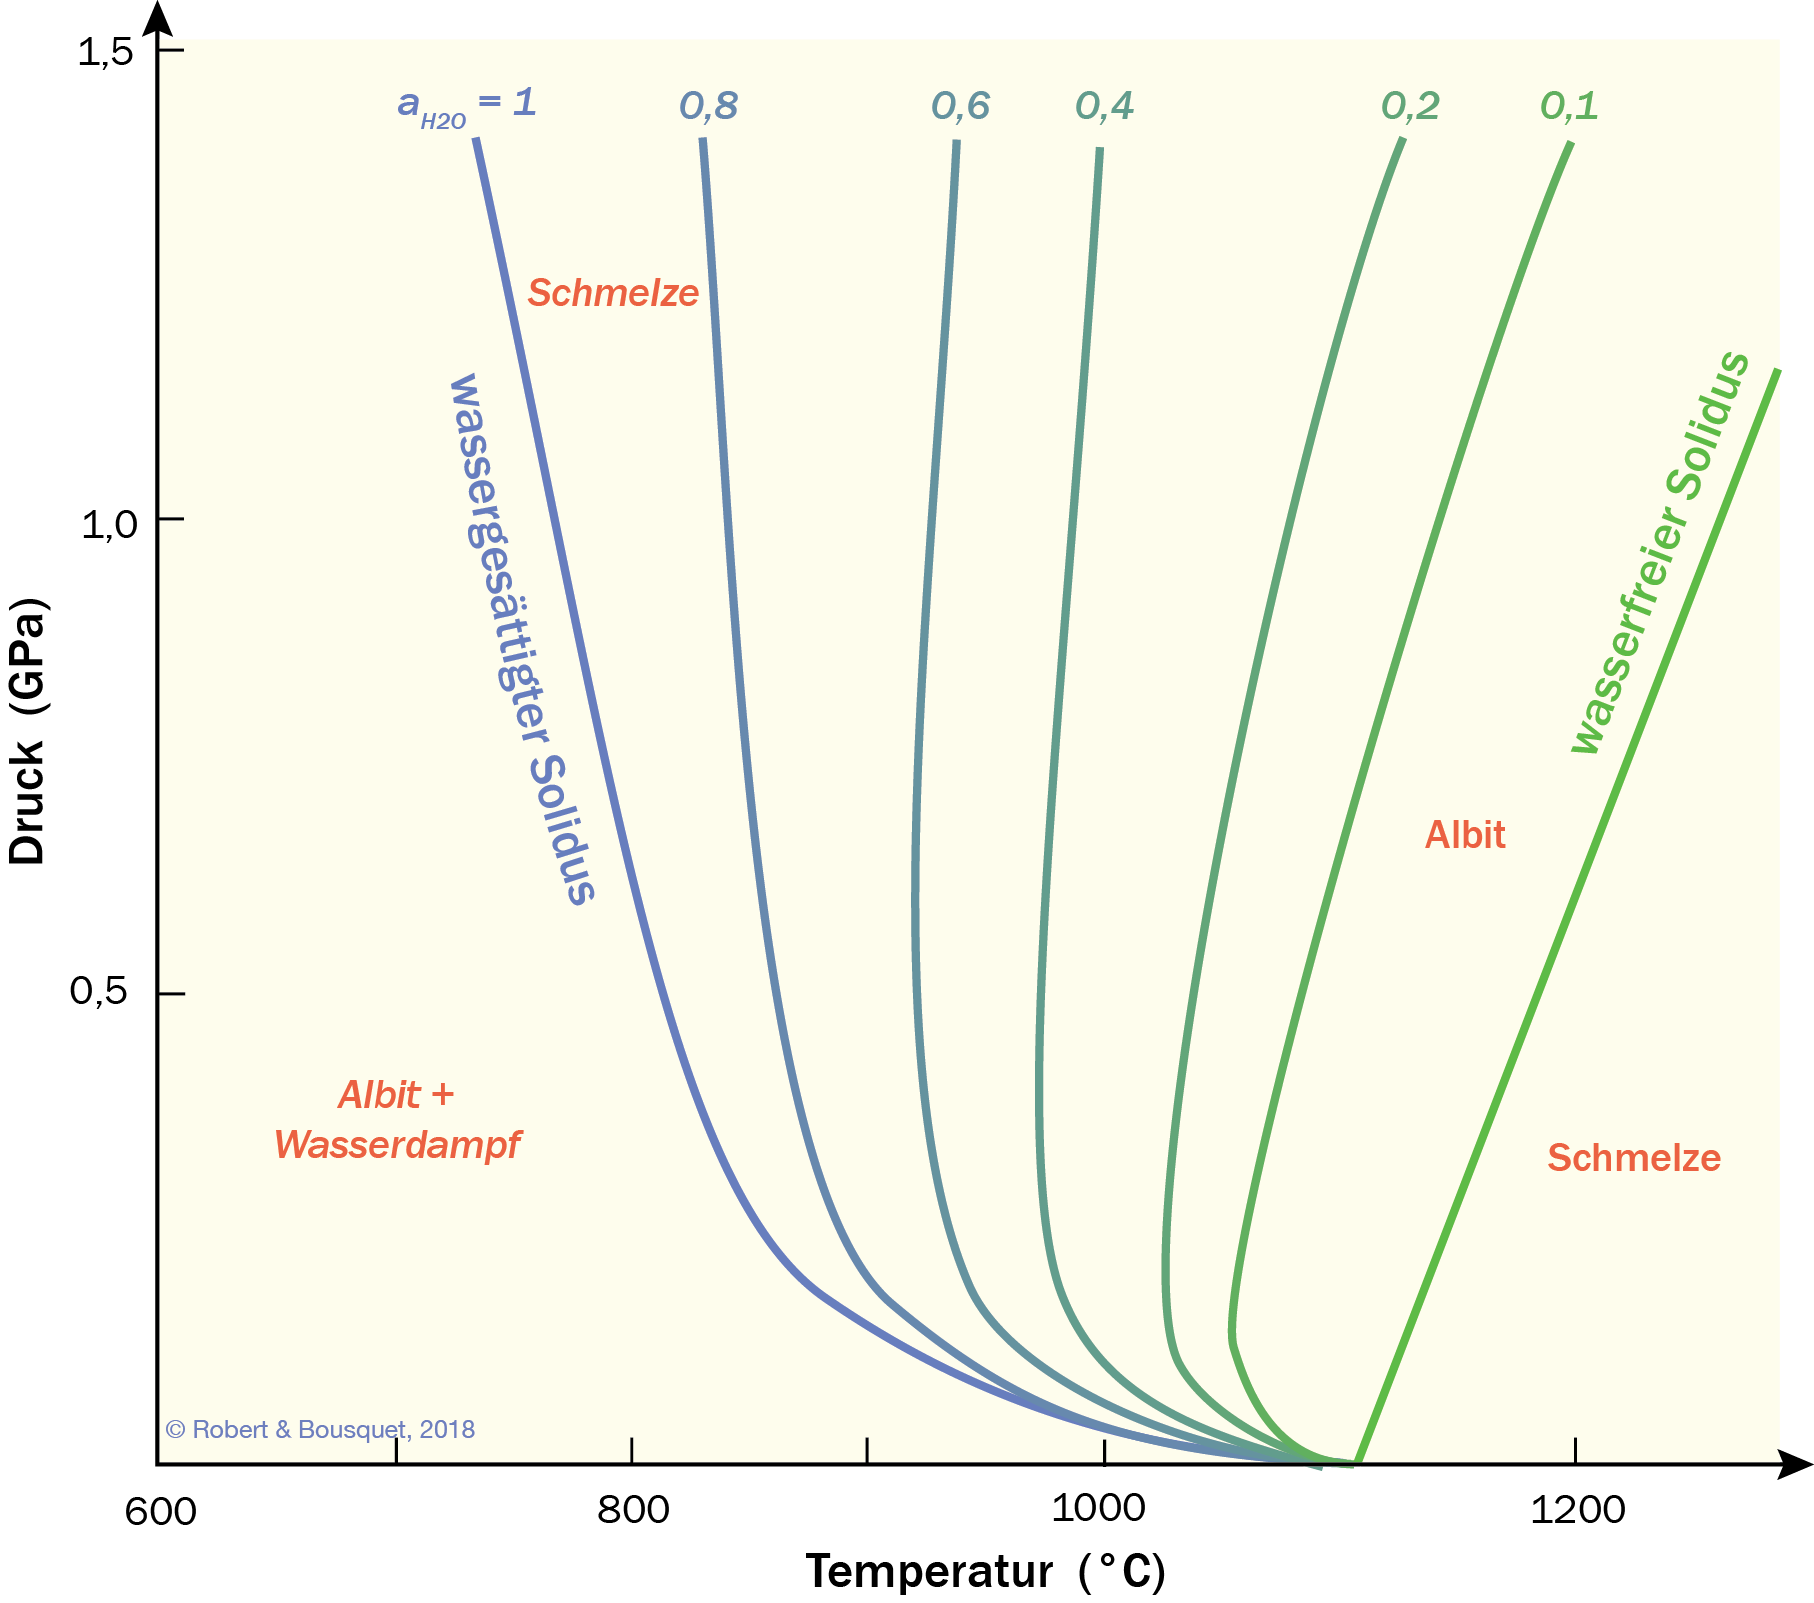 1,5
a_H2O = 1
0,8
0,6
0,4
0,2
0,1
Schmelze
wassergesättigter Solidus
wasserfreier Solidus
1,0
Druck (GPa)
Albit
0,5
Albit +
Wasserdampf
Schmelze
© Robert & Bousquet, 2018
600
800
1000
1200
Temperatur (°C)